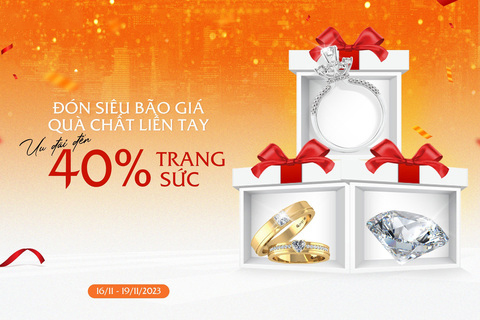 ĐÓN SIÊU BÃO GIÁ
QUÀ CHẤT LIỀN TAY
Ưu đãi đến
40% TRANG
SỨC
16/11 - 19/11/2023